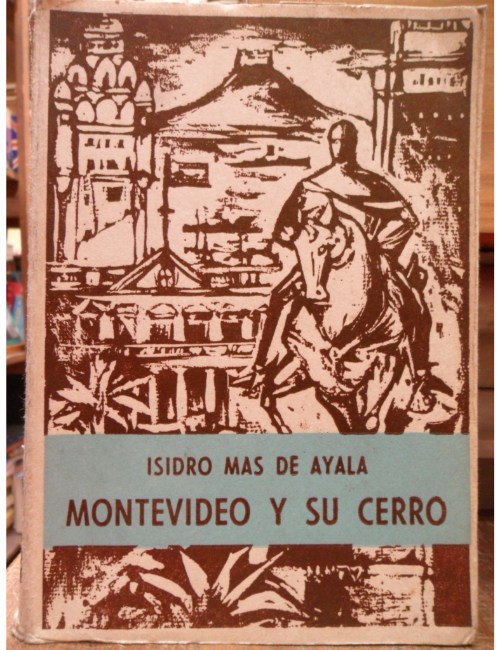 ISIDRO MAS DE AYALA
MONTEVIDEO Y SU CERRO